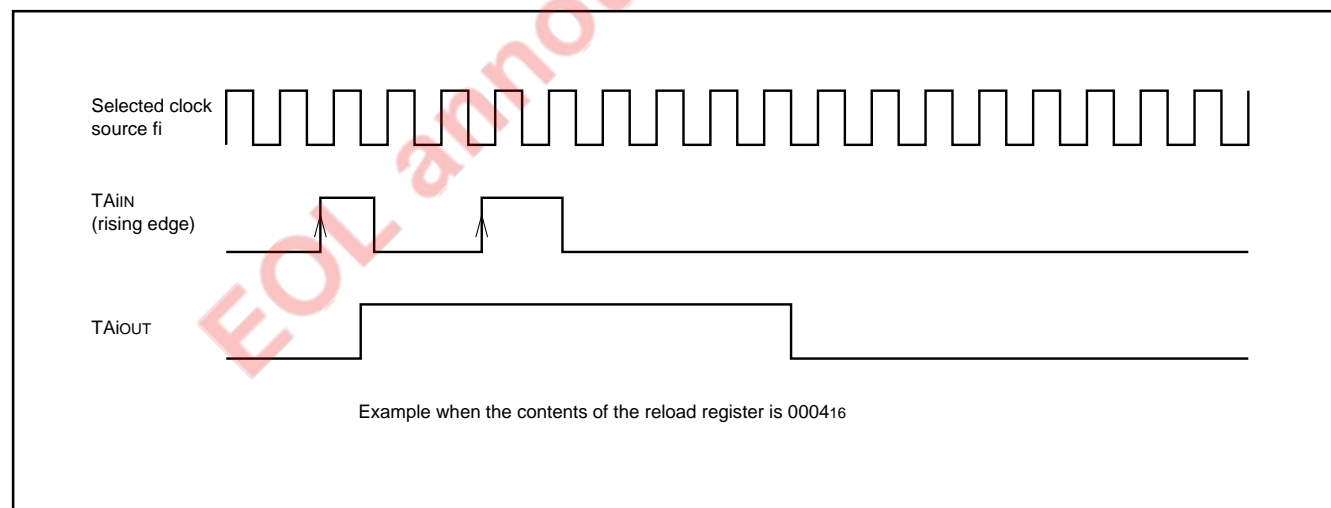 EOL anno
Selected clock
source fi
TAiIN
(rising edge)
TAiOUT
Example when the contents of the reload register is 000416